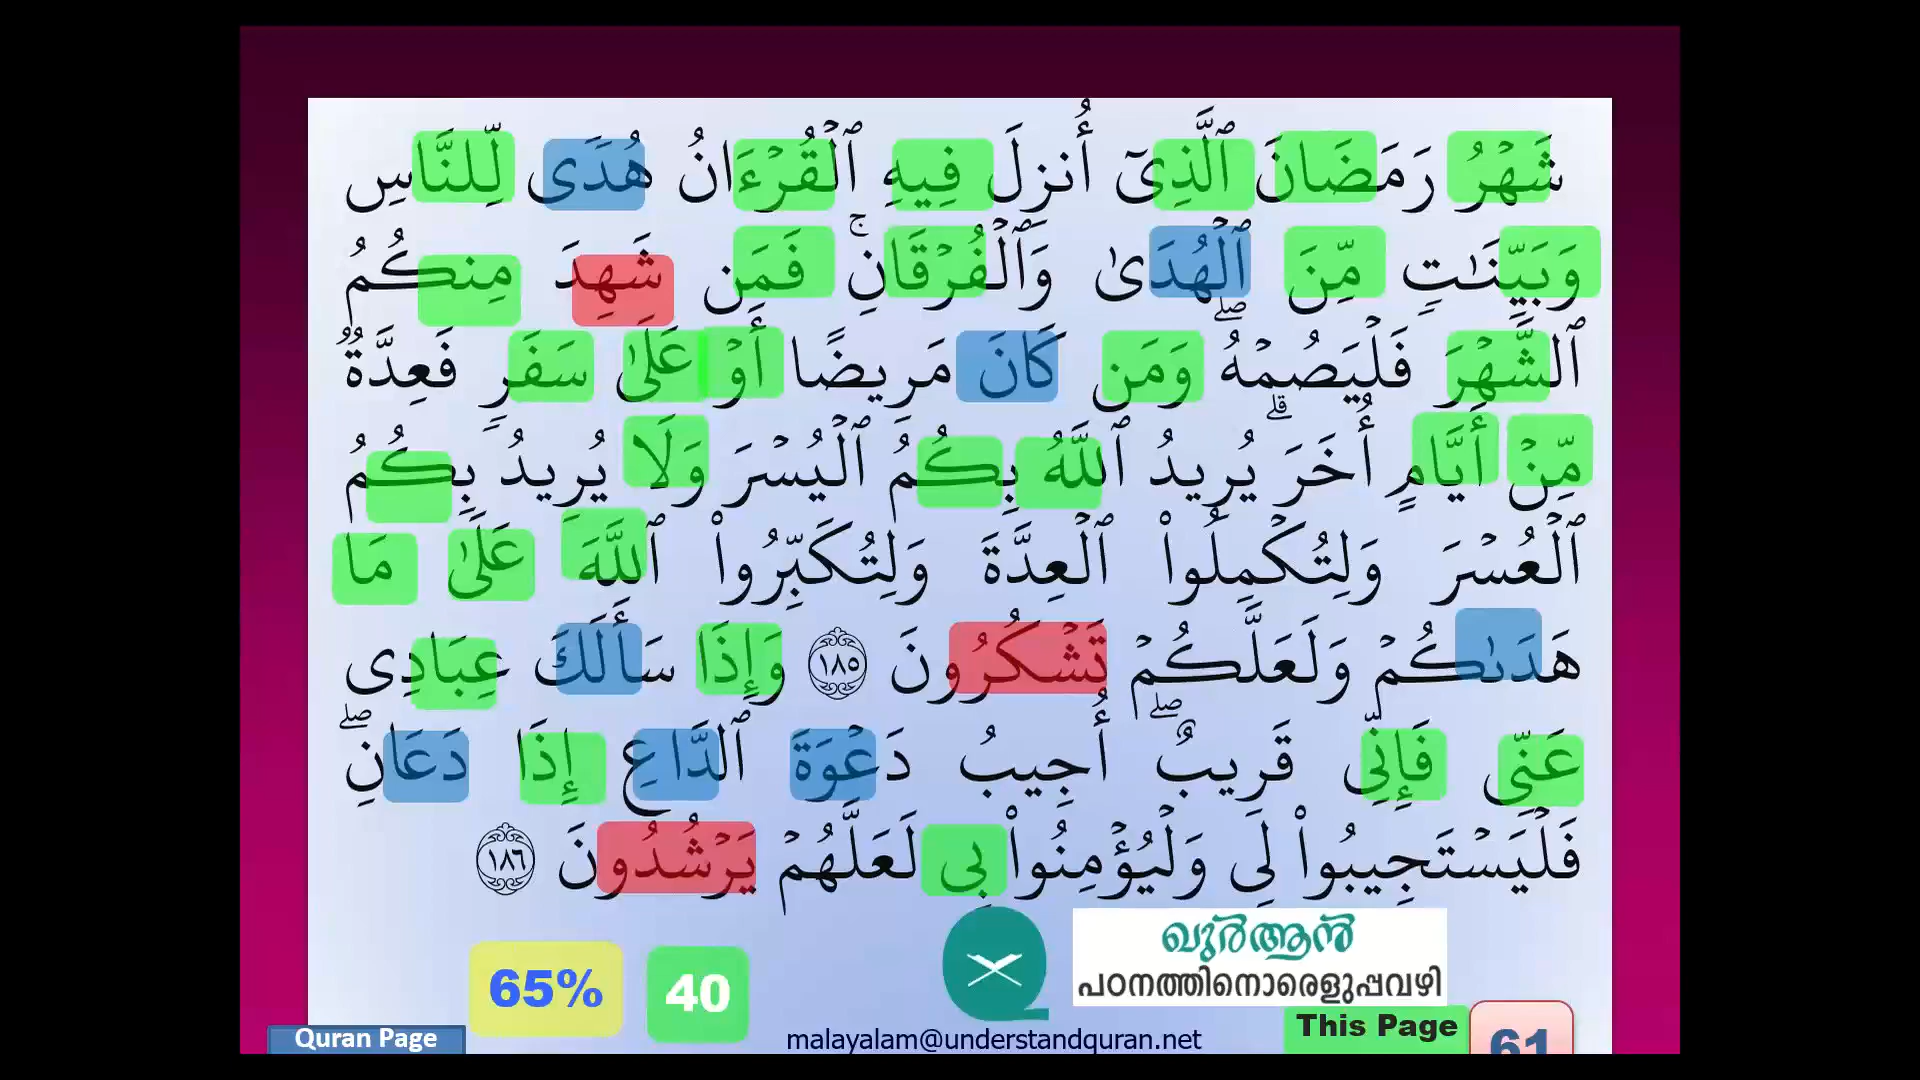 شَهْرُ رَمَضَانَ ٱلَّذِىٓ أُنزِلَ فِيهِ ٱلْقُرْءَانُ هُدًى لِّلنَّاسِ
وَبَيِّنَٰتٍ مِّنَ ٱلْهُدَىٰ وَٱلْفُرْقَانِ ۚ فَمَن شَهِدَ مِنكُمُ
ٱلشَّهْرَ فَلْيَصُمْهُ ۖ وَمَن كَانَ مَرِيضًا أَوْ عَلَىٰ سَفَرٍ فَعِدَّةٌ
مِّنْ أَيَّامٍ أُخَرَ ۗ يُرِيدُ ٱللَّهُ بِكُمُ ٱلْيُسْرَ وَلَا يُرِيدُ بِكُمُ
ٱلْعُسْرَ وَلِتُكْمِلُوا۟ ٱلْعِدَّةَ وَلِتُكَبِّرُوا۟ ٱللَّهَ عَلَىٰ مَا
هَدَىٰكُمْ وَلَعَلَّكُمْ تَشْكُرُونَ ١٨٥ وَإِذَا سَأَلَكَ عِبَادِى
عَنِّى فَإِنِّى قَرِيبٌ ۖ أُجِيبُ دَعْوَةَ ٱلدَّاعِ إِذَا دَعَانِ ۖ
فَلْيَسْتَجِيبُوا۟ لِى وَلْيُؤْمِنُوا۟ بِى لَعَلَّهُمْ يَرْشُدُونَ ١٨٦
ഖുർആൻ
പഠനത്തിനൊരെളുപ്പവഴി
65% 40
This Page 61
Quran Page
malayalam@understandquran.net